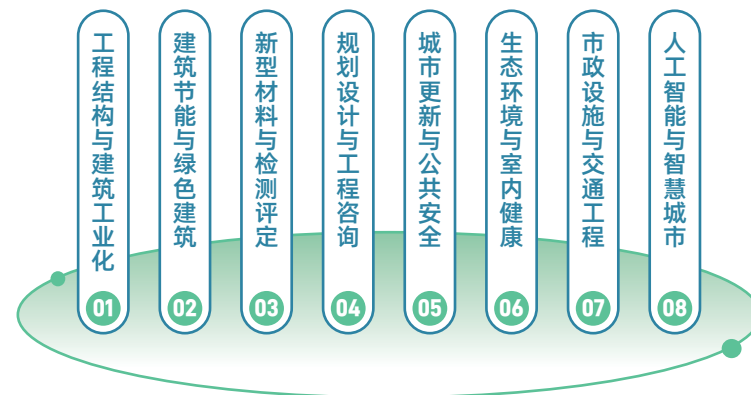 工程结构与建筑工业化
01
建筑节能与绿色建筑
02
新型材料与检测评定
03
规划设计与工程咨询
04
城市更新与公共安全
05
生态环境与室内健康
06
市政设施与交通工程
07
人工智能与智慧城市
08